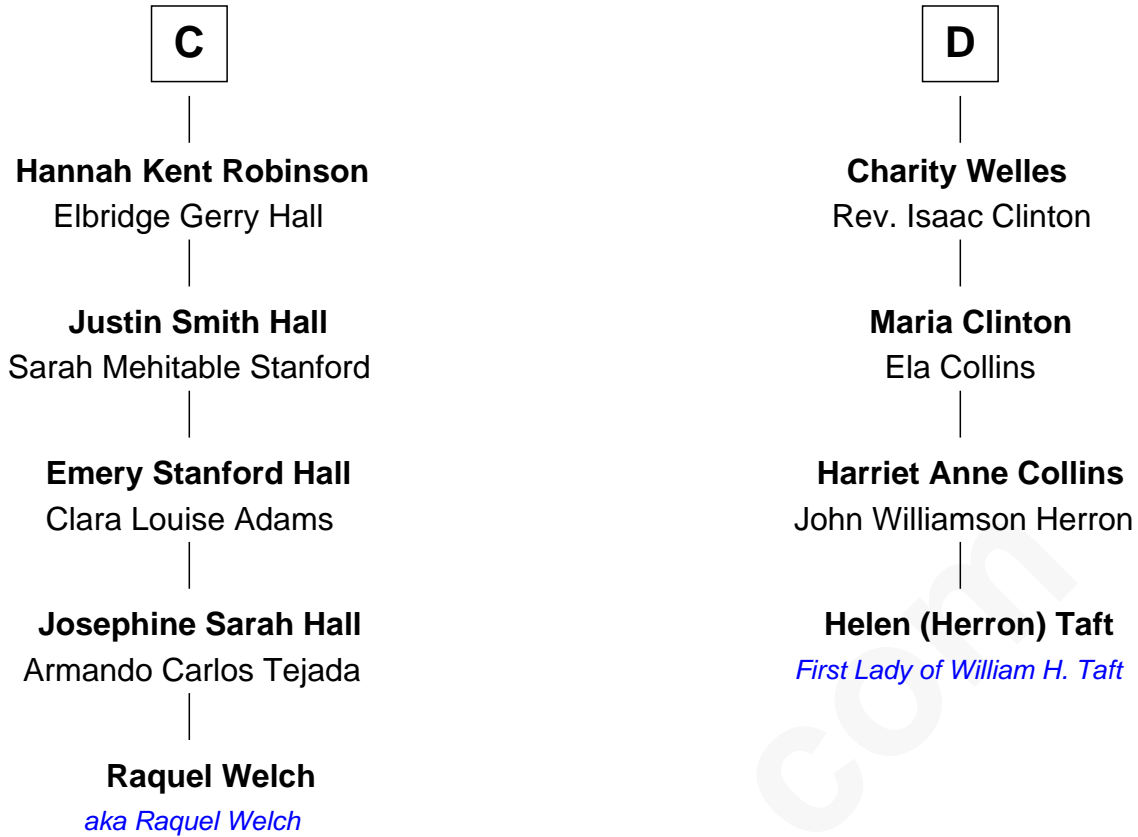 C
Hannah Kent Robinson
Elbridge Gerry Hall
Justin Smith Hall
Sarah Mehitable Stanford
Emery Stanford Hall
Clara Louise Adams
Josephine Sarah Hall
Armando Carlos Tejada
Raquel Welch
aka Raquel Welch
D
Charity Welles
Rev. Isaac Clinton
Maria Clinton
Ela Collins
Harriet Anne Collins
John Williamson Herron
Helen (Herron) Taft
First Lady of William H. Taft
com